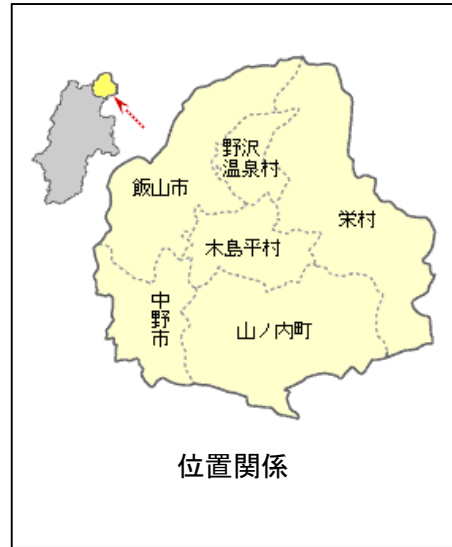 野沢
温泉村
飯山市
栄村
木島平村
中野市
山ノ内町
位置関係